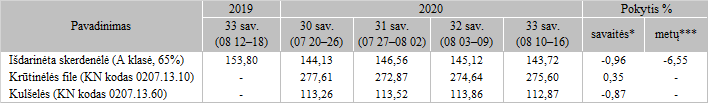 Pavadinimas 2019 2020 Pokytis %
33 sav. (08 12–18) 30 sav. (07 20–26) 31 sav. (07 27–08 02) 32 sav. (08 03–09) 33 sav. (08 10–16) savaitės* metų***
Išdarinėta skerdenėlė (A klasė, 65%) 153,80 144,13 146,56 145,12 143,72 -0,96 -6,55
Krūtinėlės filė (KN kodas 0207.13.10) - 277,61 272,87 274,64 275,60 0,35 -
Kulšelės (KN kodas 0207.13.60) - 113,26 113,52 113,86 112,87 -0,87 -